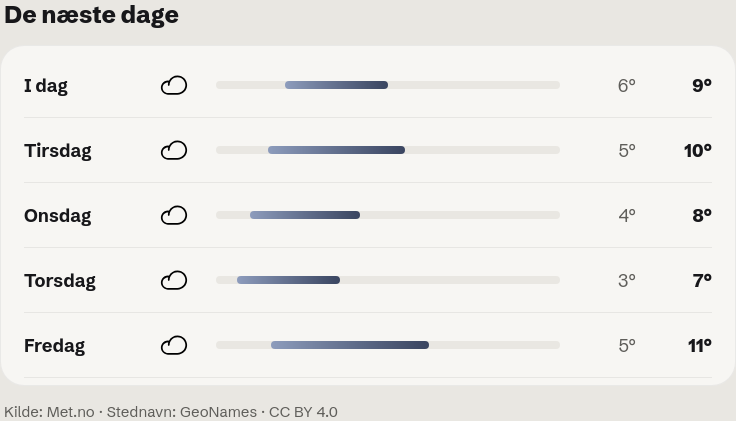 De næste dage
I dag 6° 9°
Tirsdag 5° 10°
Onsdag 4° 8°
Torsdag 3° 7°
Fredag 5° 11°
Kilde: Met.no · Stednavn: GeoNames · CC BY 4.0